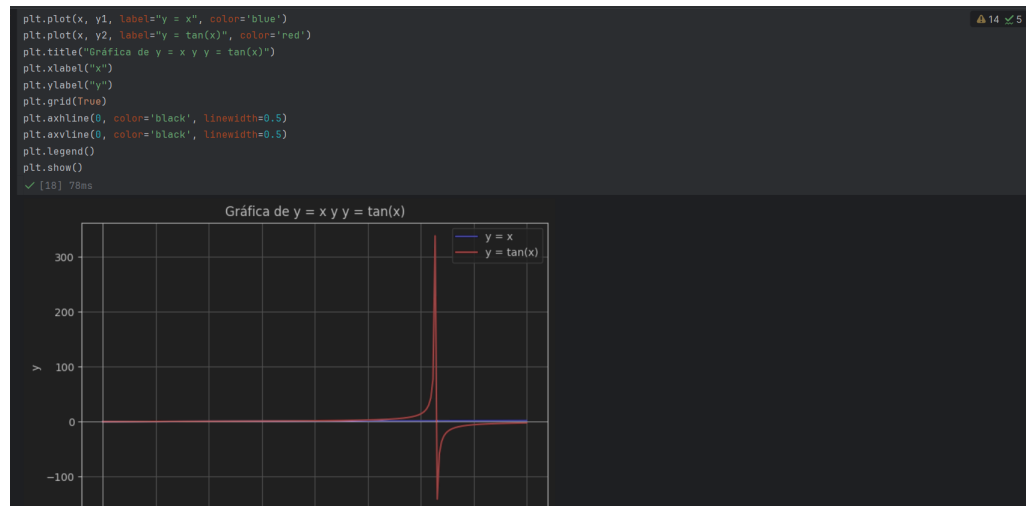 plt.plot(x, y1, label="y = x", color='blue')
14 5
plt.plot(x, y2, label="y = tan(x)", color='red')
plt.title("Gráfica de y = x y y = tan(x)")
plt.xlabel("x")
plt.ylabel("y")
plt.grid(True)
plt.axhline(0, color='black', linewidth=0.5)
plt.axvline(0, color='black', linewidth=0.5)
plt.legend()
plt.show()
[18] 78ms
Gráfica de y = x y y = tan(x)
y = x
y = tan(x)
300
200
100
0
−100
y